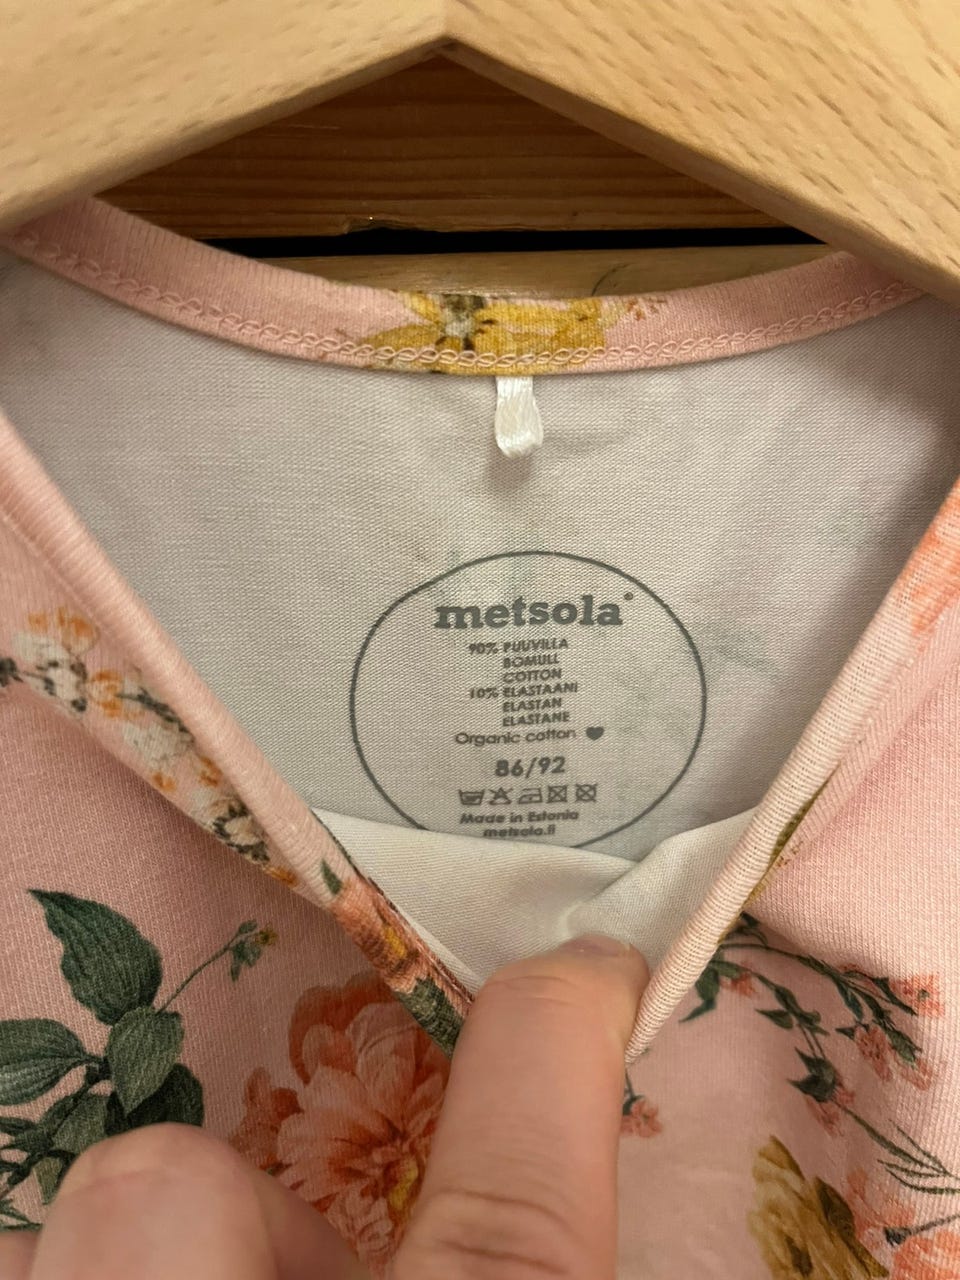 metsola
90% PUUVILLA
BOMULL
COTTON
10% ELASTAANI
ELASTAN
ELASTANE
Organic cotton
86/92
Made in Estonia
metsola.fi